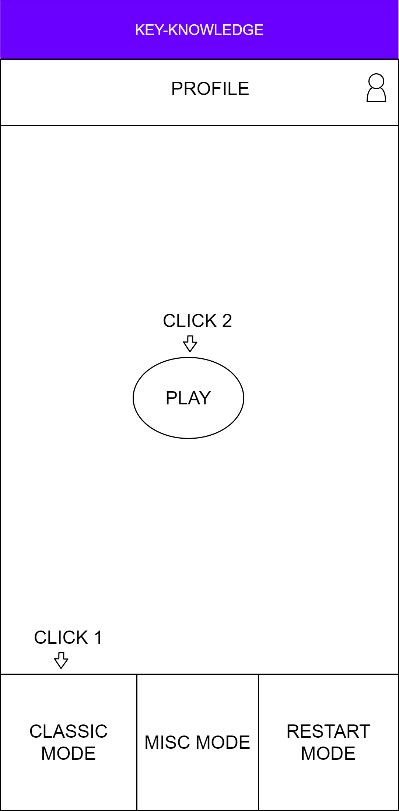 KEY-KNOWLEDGE
PROFILE
CLICK 2
PLAY
CLICK 1
CLASSIC
MODE
MISC MODE
RESTART
MODE